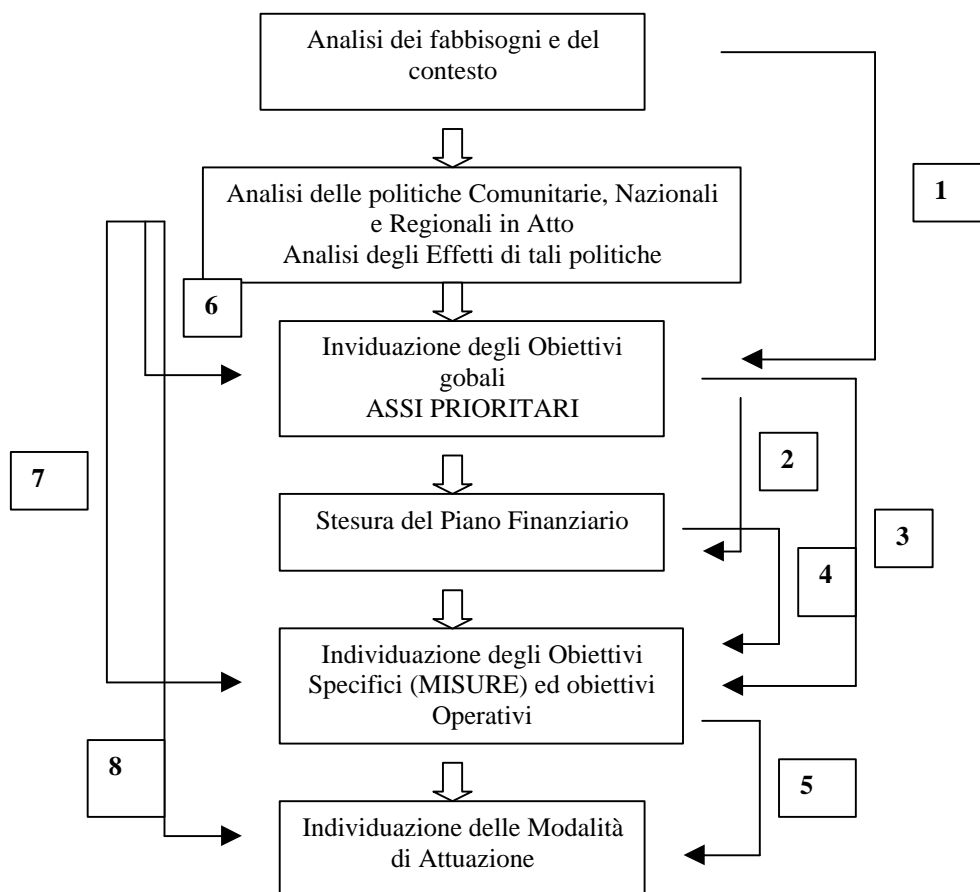 Analisi dei fabbisogni e del
contesto
1
Analisi delle politiche Comunitarie, Nazionali
e Regionali in Atto
Analisi degli Effetti di tali politiche
6
Inviduazione degli Obiettivi
gobali
ASSI PRIORITARI
2
7
Stesura del Piano Finanziario
3
4
Individuazione degli Obiettivi
Specifici (MISURE) ed obiettivi
Operativi
8
5
Individuazione delle Modalità
di Attuazione